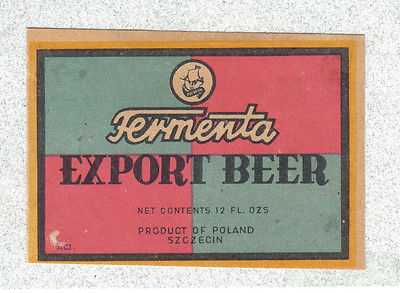 Fermenta
EXPORT BEER
NET CONTENTS 12 FL. OZS
PRODUCT OF POLAND
SZCZECIN